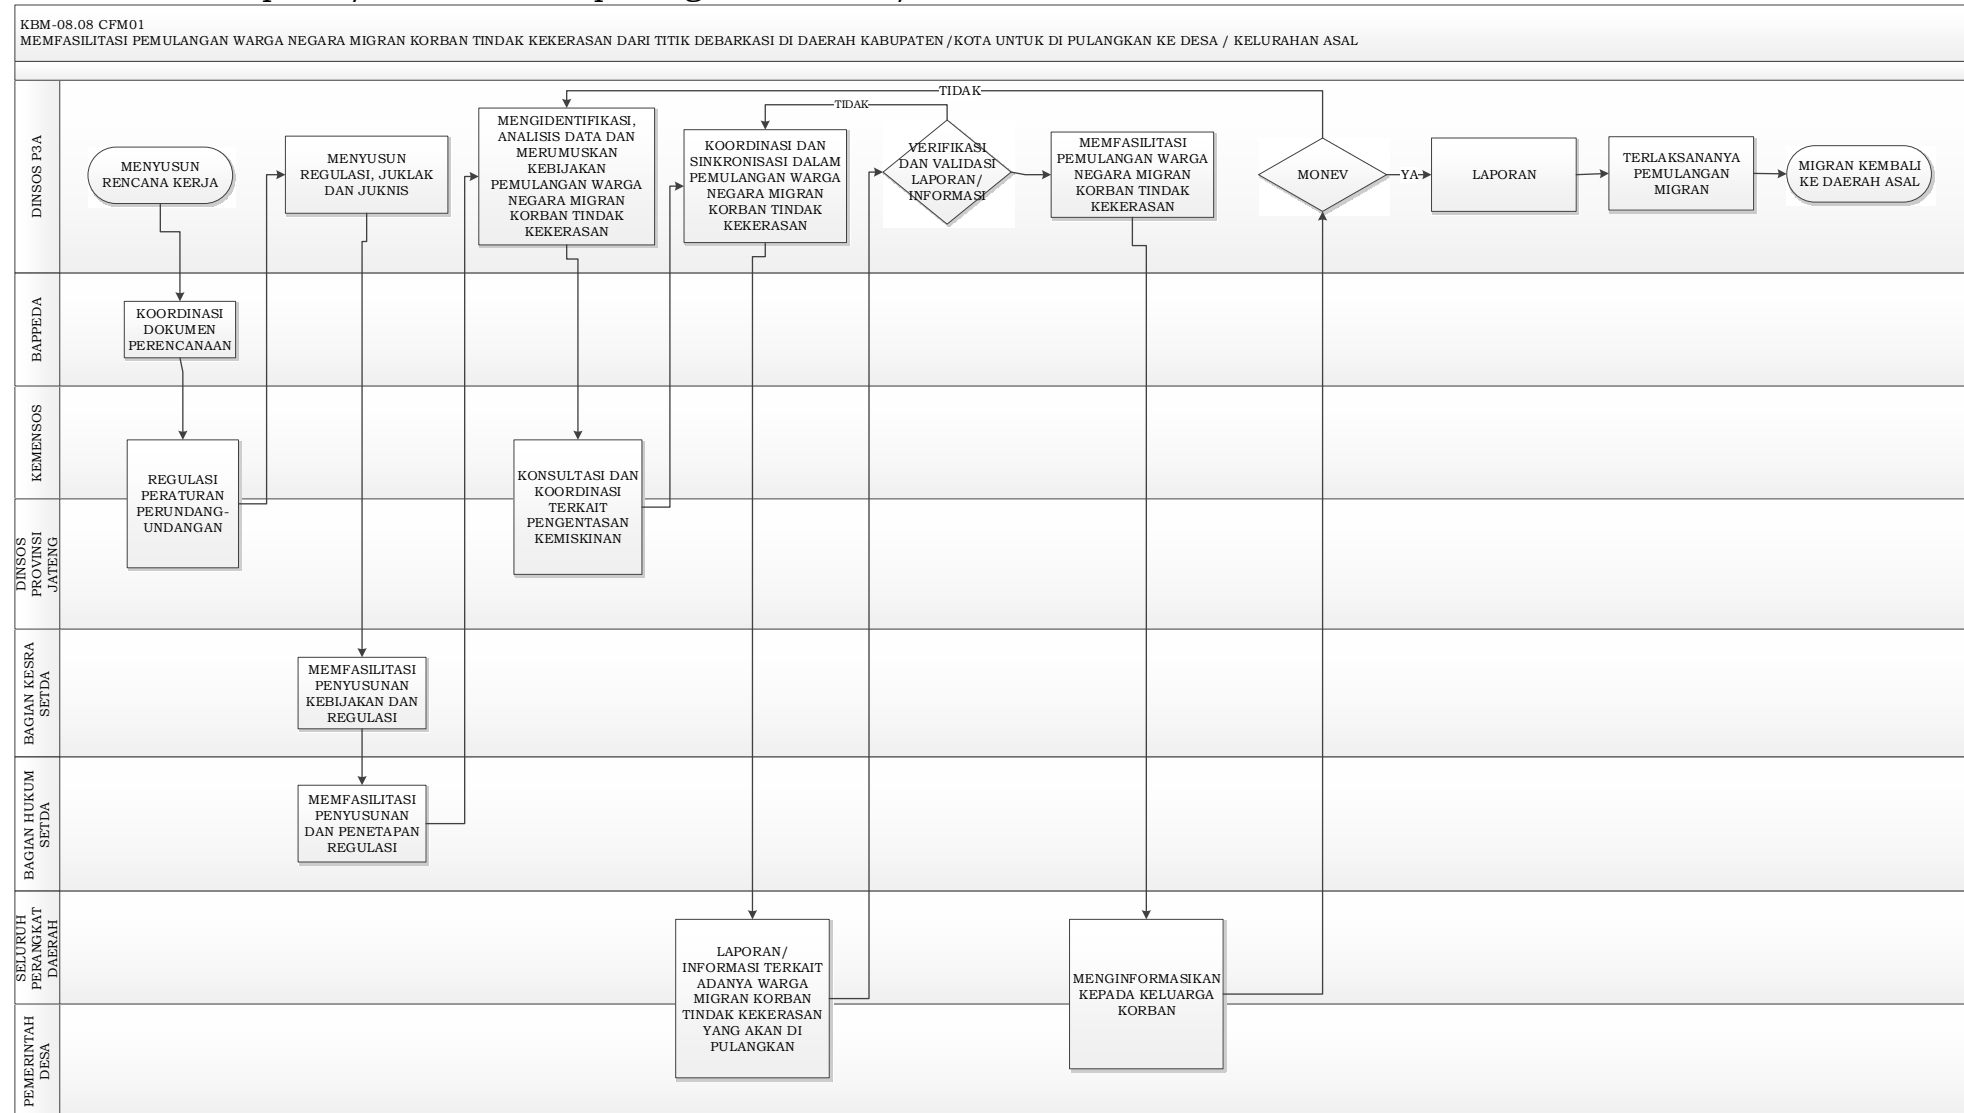 KBM-08.08 CFM01
MEMFASILITASI PEMULANGAN WARGA NEGARA MIGRAN KORBAN TINDAK KEKERASAN DARI TITIK DEBARKASI DI DAERAH KABUPATEN/KOTA UNTUK DI PULANGKAN KE DESA / KELURAHAN ASAL
DINSOS P3A
MENYUSUN
RENCANA KERJA
MENYUSUN
REGULASI, JUKLAK
DAN JUKNIS
MENGIDENTIFIKASI,
ANALISIS DATA DAN
MERUMUSKAN
KEBIJAKAN
PEMULANGAN WARGA
NEGARA MIGRAN
KORBAN TINDAK
KEKERASAN
TIDAK
TIDAK
KOORDINASI DAN
SINKRONISASI DALAM
PEMULANGAN WARGA
NEGARA MIGRAN
KORBAN TINDAK
KEKERASAN
VERIFIKASI
DAN VALIDASI
LAPORAN/
INFORMASI
MEMFASILITASI
PEMULANGAN WARGA
NEGARA MIGRAN
KORBAN TINDAK
KEKERASAN
MONEV
YA
LAPORAN
TERLAKSANANYA
PEMULANGAN
MIGRAN
MIGRAN KEMBALI
KE DAERAH ASAL
BAPPEDA
KOORDINASI
DOKUMEN
PERENCANAAN
KEMENSOS
REGULASI
PERATURAN
PERUNDANG-
UNDANGAN
KONSULTASI DAN
KOORDINASI
TERKAIT
PENGENTASAN
KEMISKINAN
DINSOS
PROVINSI
JATENG
BAGIAN KESRA
SETDA
MEMFASILITASI
PENYUSUNAN
KEBIJAKAN DAN
REGULASI
BAGIAN HUKUM
SETDA
MEMFASILITASI
PENYUSUNAN
DAN PENETAPAN
REGULASI
SELURUH
PERANGKAT
DAERAH
LAPORAN/
INFORMASI TERKAIT
ADANYA WARGA
MIGRAN KORBAN
TINDAK KEKERASAN
YANG AKAN DI
PULANGKAN
MENGINFORMASIKAN
KEPADA KELUARGA
KORBAN
PEMERINTAH
DESA